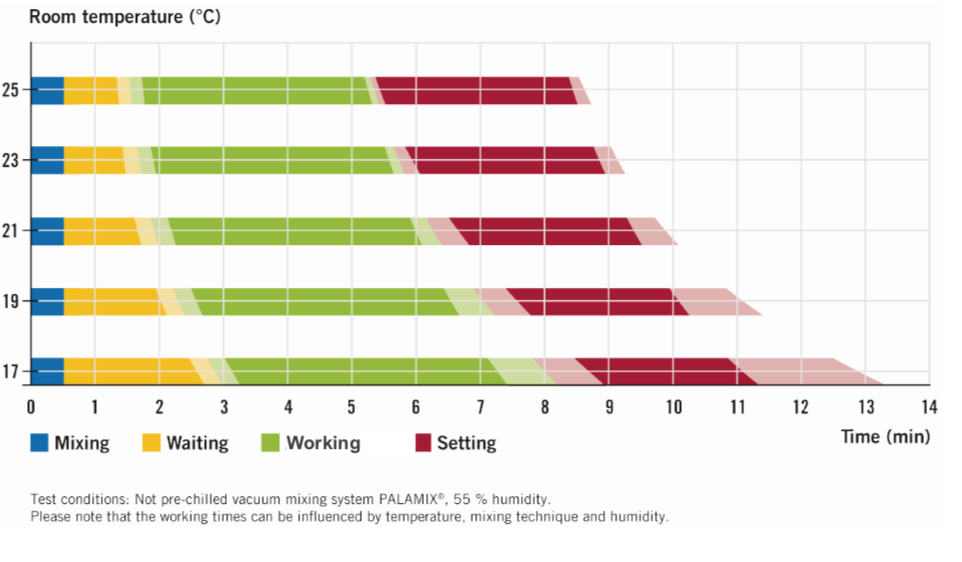 Room temperature (°C)
25
23
21
19
17
0 1 2 3 4 5 6 7 8 9 10 11 12 13 14
Time (min)
Mixing Waiting Working Setting
Test conditions: Not pre-chilled vacuum mixing system PALAMIX®, 55 % humidity.
Please note that the working times can be influenced by temperature, mixing technique and humidity.